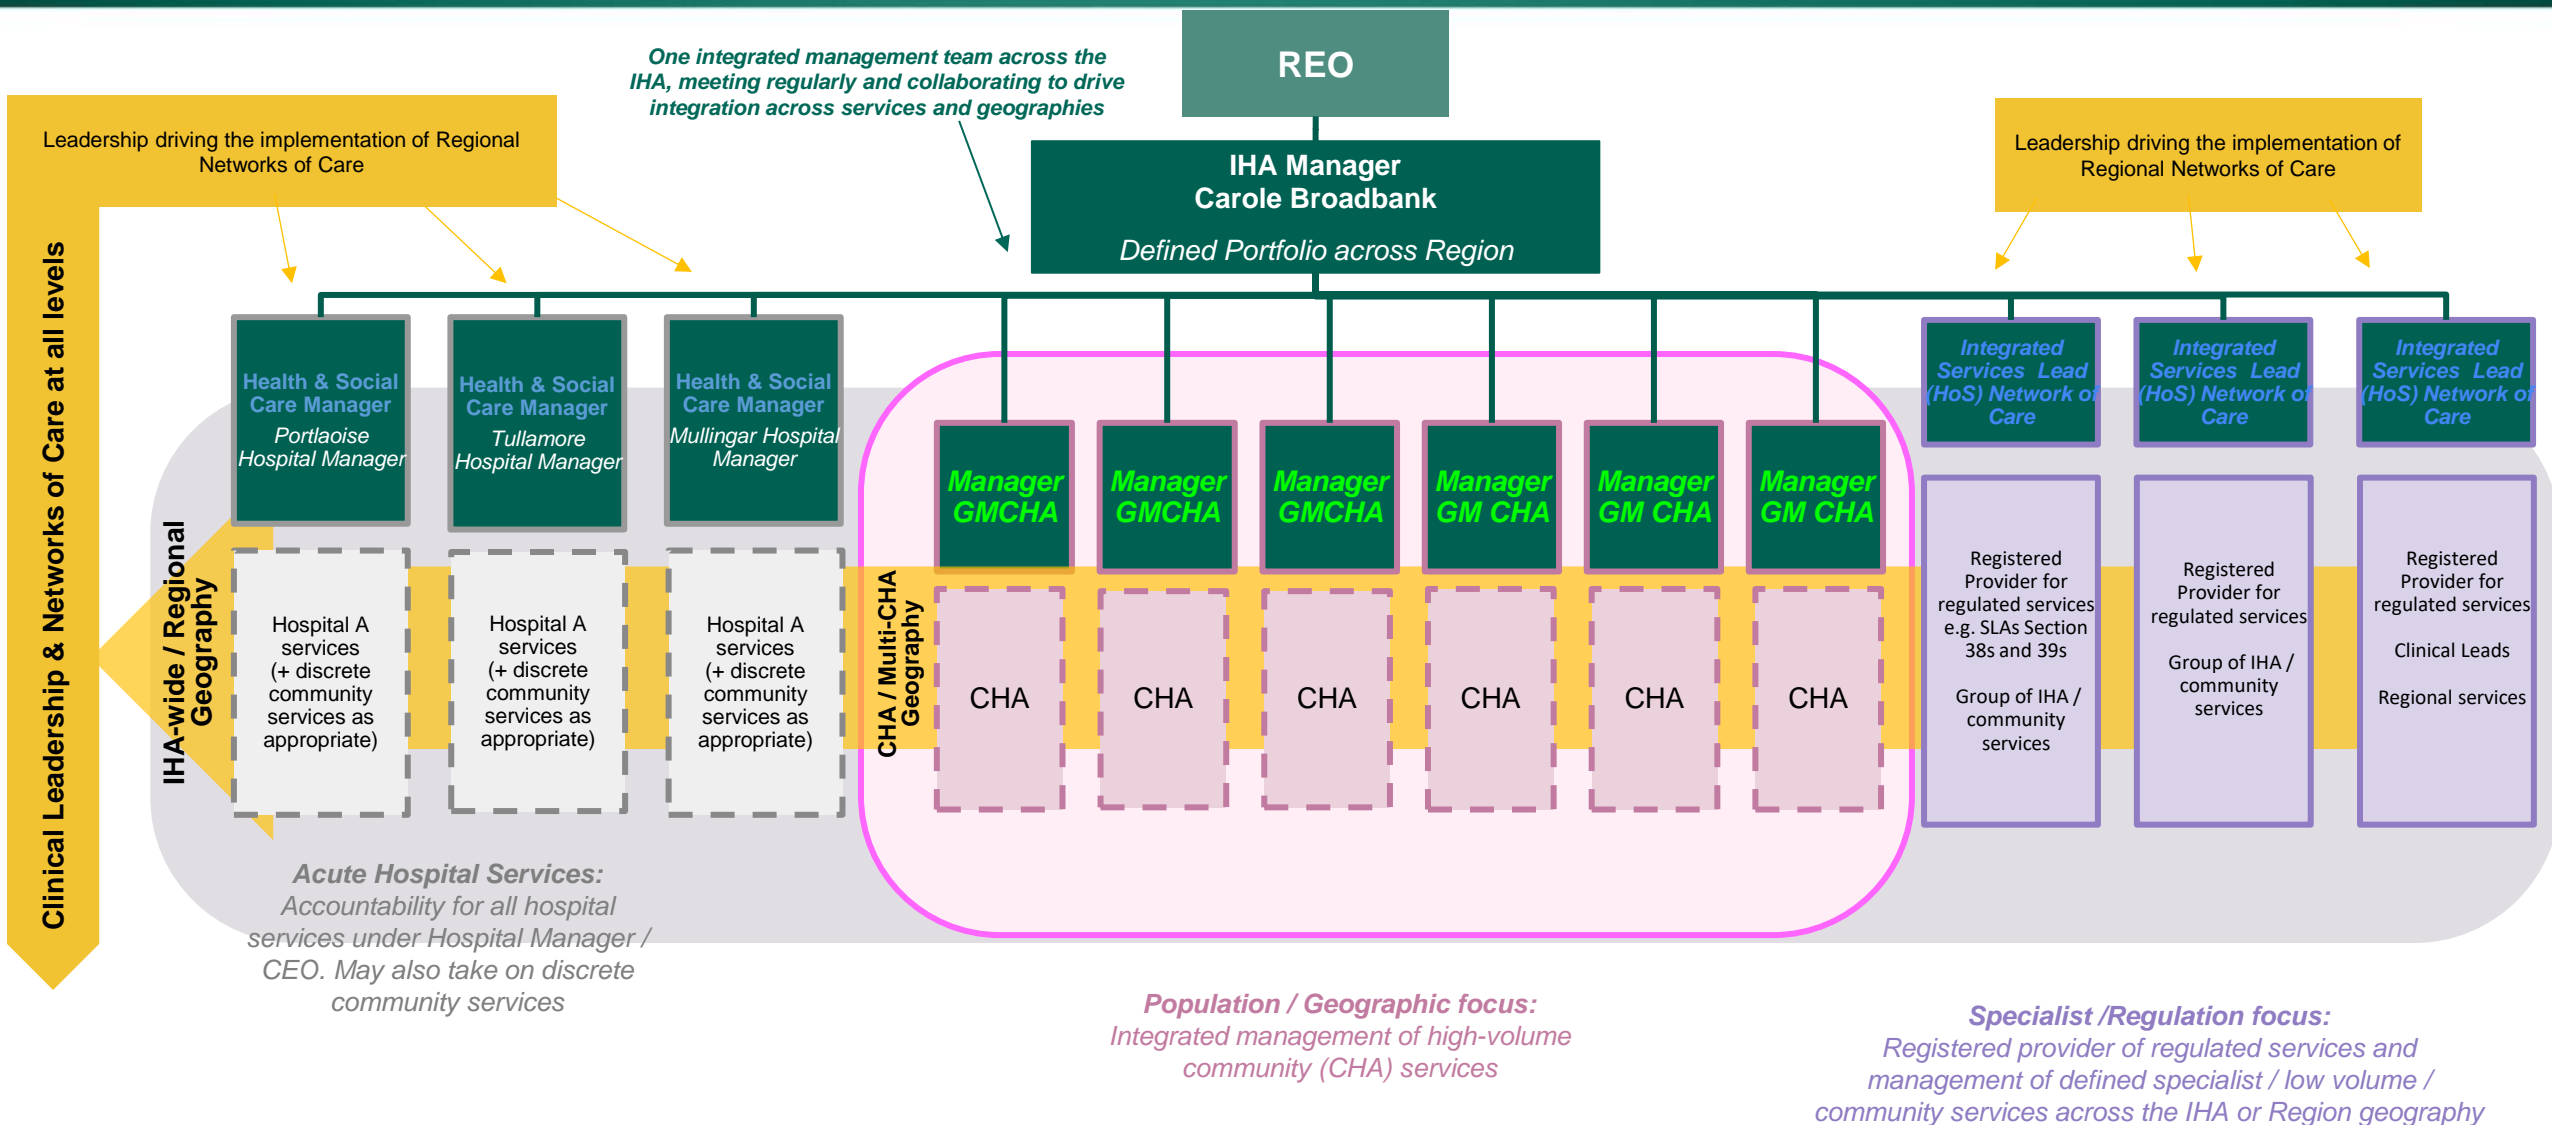 REO
One integrated management team across the
IHA, meeting regularly and collaborating to drive
integration across services and geographies
Leadership driving the implementation of Regional
Networks of Care
IHA Manager
Carole Broadbank
Defined Portfolio across Region
Leadership driving the implementation of
Regional Networks of Care
Clinical Leadership & Networks of Care at all levels
Health & Social
Care Manager
Portlaoise
Hospital Manager
Health & Social
Care Manager
Tullamore
Hospital Manager
Health & Social
Care Manager
Mullingar Hospital
Manager
Manager
GMCHA
Manager
GMCHA
Manager
GMCHA
Manager
GM CHA
Manager
GM CHA
Manager
GM CHA
Integrated
Services  Lead
(HoS) Network of
Care
Integrated
Services  Lead
(HoS) Network of
Care
Integrated
Services  Lead
(HoS) Network of
Care
IHA-wide / Regional
Geography
Hospital A
services
(+ discrete
community
services as
appropriate)
Hospital A
services
(+ discrete
community
services as
appropriate)
Hospital A
services
(+ discrete
community
services as
appropriate)
CHA / Multi-CHA
Geography
CHA
CHA
CHA
CHA
CHA
CHA
Registered
Provider for
regulated services
e.g. SLAs Section
38s and 39s
Group of IHA /
community
services
Registered
Provider for
regulated services
Group of IHA /
community
services
Registered
Provider for
regulated services
Clinical Leads
Regional services
Acute Hospital Services:
Accountability for all hospital
services under Hospital Manager /
CEO. May also take on discrete
community services
Population / Geographic focus:
Integrated management of high-volume
community (CHA) services
Specialist /Regulation focus:
Registered provider of regulated services and
management of defined specialist / low volume /
community services across the IHA or Region geography